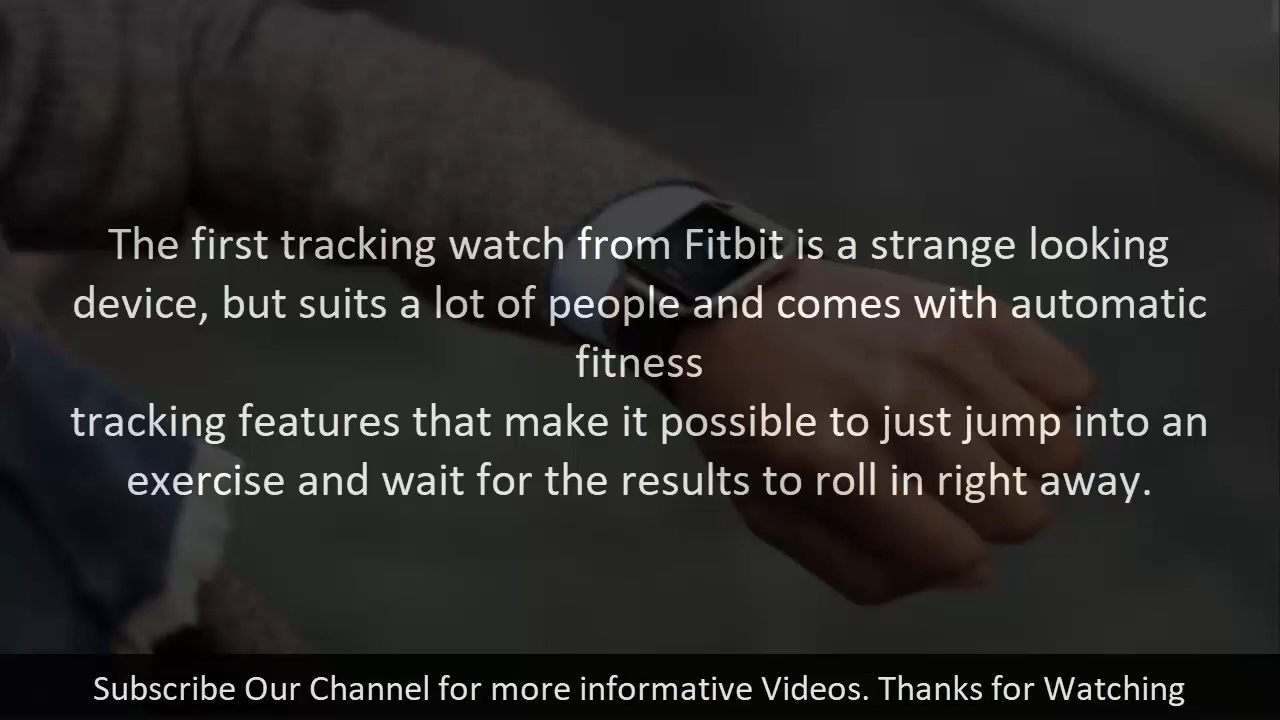 The first tracking watch from Fitbit is a strange looking
device, but suits a lot of people and comes with automatic
fitness
tracking features that make it possible to just jump into an
exercise and wait for the results to roll in right away.
Subscribe Our Channel for more informative Videos. Thanks for Watching